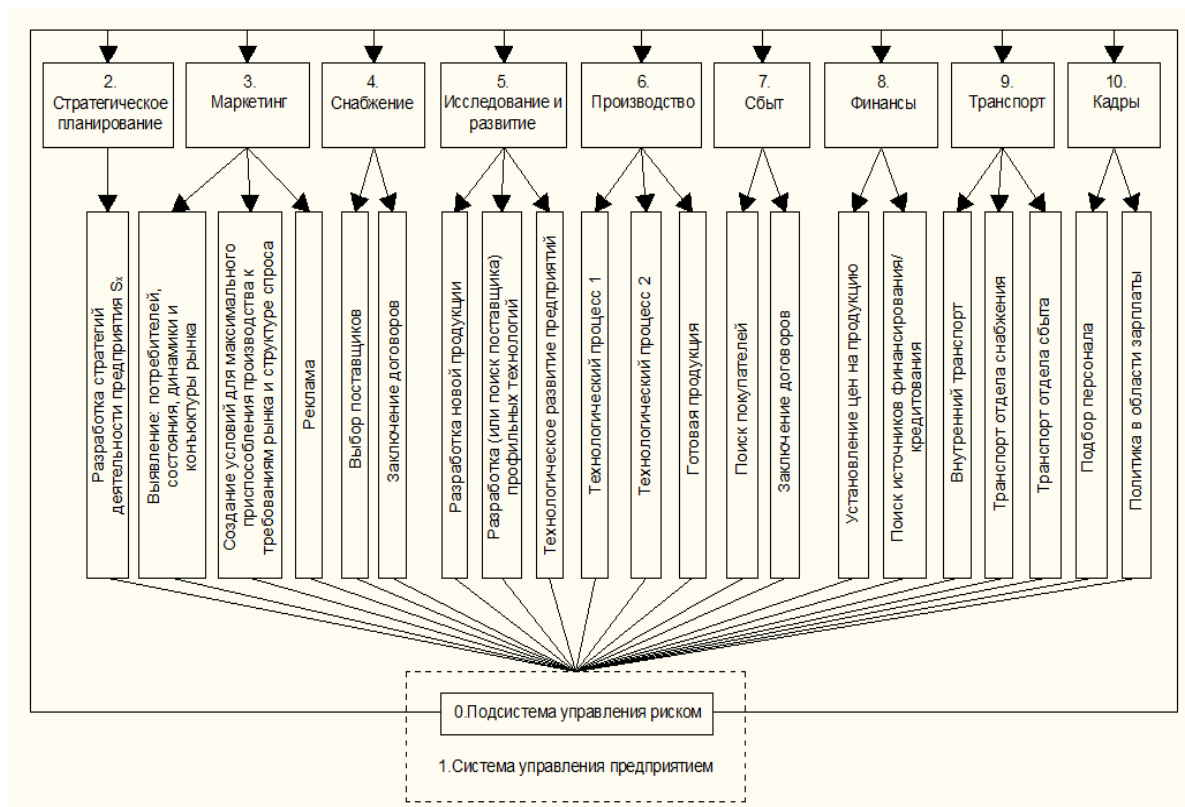 2.
Стратегическое
планирование
3.
Маркетинг
4.
Снабжение
5.
Исследование и
развитие
6.
Производство
7.
Сбыт
8.
Финансы
9.
Транспорт
10.
Кадры
Разработка стратегий
деятельности предприятия Sx
Выявление: потребителей,
состояния, динамики и
конъюктуры рынка
Создание условий для максимального
приспособления производства к
требованиям рынка и структуре спроса
Реклама
Выбор поставщиков
Заключение договоров
Разработка новой продукции
Разработка (или поиск поставщика)
профильных технологий
Технологическое развитие предприятий
Технологический процесс 1
Технологический процесс 2
Готовая продукция
Поиск покупателей
Заключение договоров
Установление цен на продукцию
Поиск источников финансирования/
кредитования
Внутренний транспорт
Транспорт отдела снабжения
Транспорт отдела сбыта
Подбор персонала
Политика в области зарплаты
0.Подсистема управления риском
1.Система управления предприятием